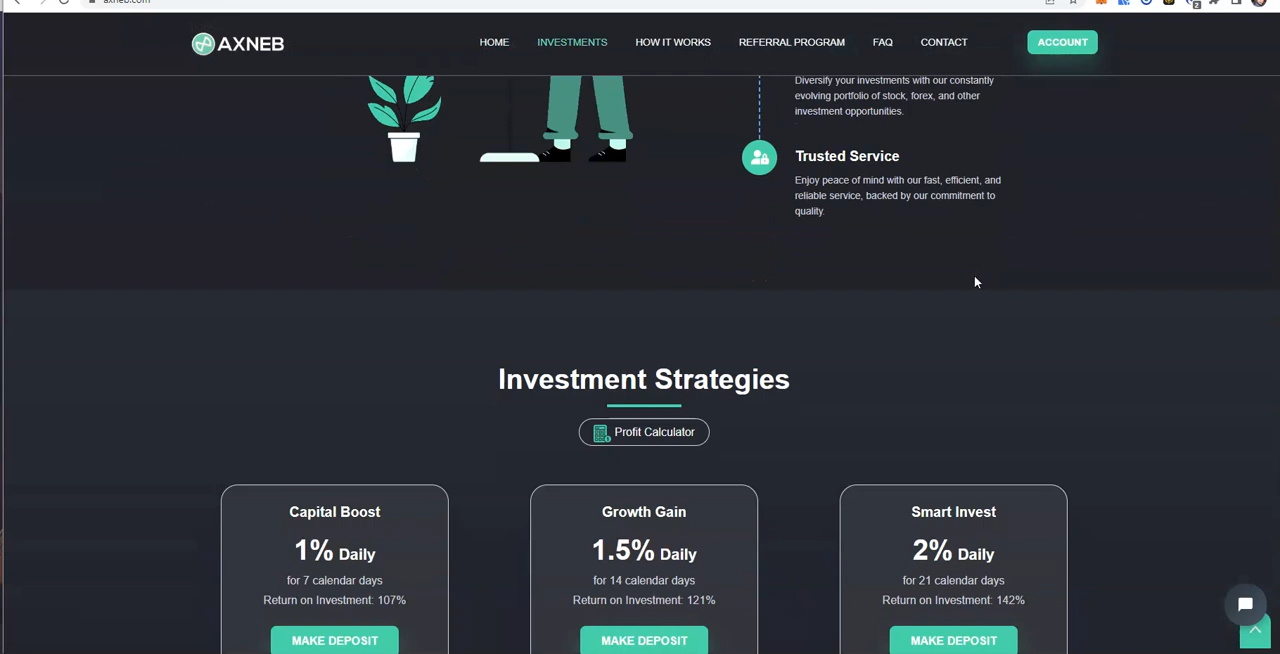 axneb.com
2
AXNEB
HOME
INVESTMENTS
HOW IT WORKS
REFERRAL PROGRAM
FAQ
CONTACT
ACCOUNT
Diversify your investments with our constantly
evolving portfolio of stock, forex, and other
investment opportunities.
Trusted Service
Enjoy peace of mind with our fast, efficient, and
reliable service, backed by our commitment to
quality.
Investment Strategies
Profit Calculator
Capital Boost
1% Daily
for 7 calendar days
Return on Investment: 107%
MAKE DEPOSIT
Growth Gain
1.5% Daily
for 14 calendar days
Return on Investment: 121%
MAKE DEPOSIT
Smart Invest
2% Daily
for 21 calendar days
Return on Investment: 142%
MAKE DEPOSIT